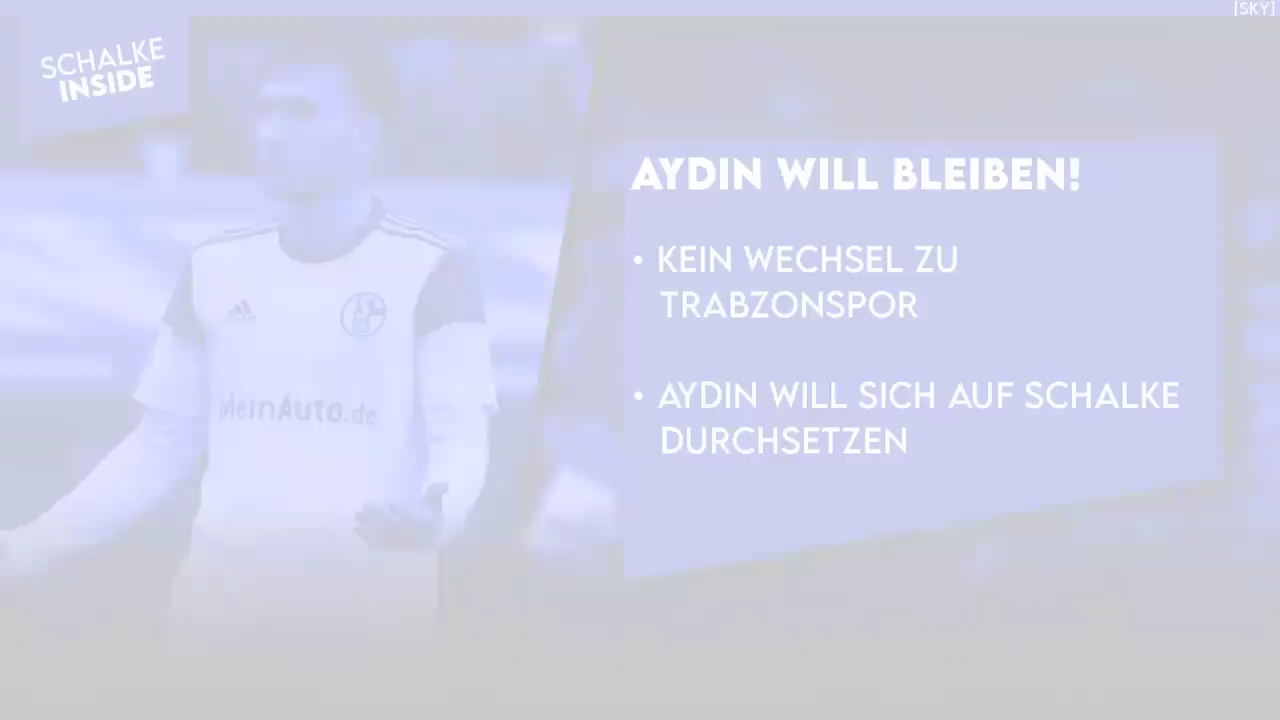 [SKY]
SCHALKE
INSIDE
AYDIN WILL BLEIBEN!
• KEIN WECHSEL ZU
TRABZONSPOR
• AYDIN WILL SICH AUF SCHALKE
DURCHSETZEN
MeinAuto.de